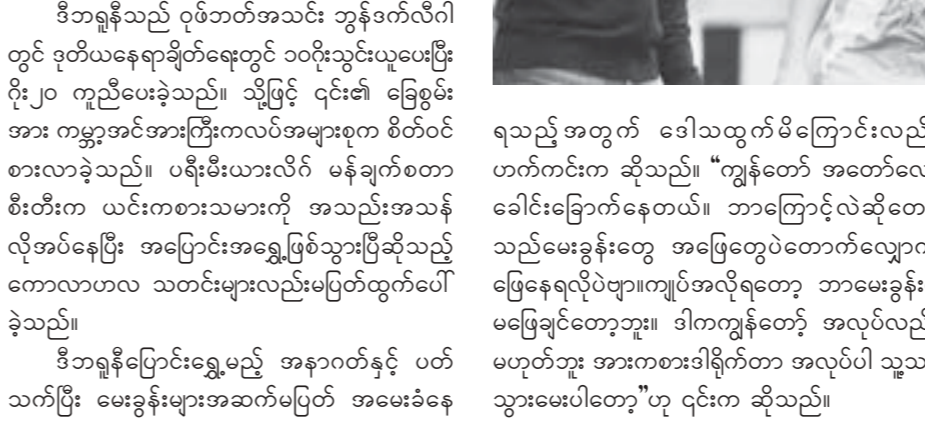 ဒီဘရူနီသည် ဝုဖ်ဘတ်အသင်း ဘွန်ဒက်လီဂါ
တွင် ဒုတိယနေရာချိတ်ရေးတွင် ၁၀ဂိုးသွင်းယူပေးပြီး
ဂိုး၂၀ ကူညီပေးခဲ့သည်။ သို့ဖြင့် ၎င်း၏ ခြေစွမ်း
အား ကမ္ဘာ့အင်အားကြီးကလပ်အများစုက စိတ်ဝင်
စားလာခဲ့သည်။ ပရီးမီးယားလိဂ် မန်ချက်စတာ
စီးတီးက ယင်းကစားသမားကို အသည်းအသန်
လိုအပ်နေပြီး အပြောင်းအရွှေ့ဖြစ်သွားပြီဆိုသည့်
ကောလာဟလ သတင်းများလည်းမပြတ်ထွက်ပေါ်
ခဲ့သည်။
ဒီဘရူနီပြောင်းရွှေ့မည့် အနာဂတ်နှင့် ပတ်
သက်ပြီး မေးခွန်းများအဆက်မပြတ် အမေးခံနေ
ရသည့်အတွက် ဒေါသထွက်မိကြောင်းလည်
ဟက်ကင်းက ဆိုသည်။ “ကျွန်တော် အတော်လေ
ခေါင်းခြောက်နေတယ်။ ဘာကြောင့်လဲဆိုတေ
သည်မေးခွန်းတွေ အဖြေတွေပဲတောက်လျှောက
ဖြေနေရလိုပဲဗျာ။ကျုပ်အလိုရတော့ ဘာမေးခွန်း
မဖြေချင်တော့ဘူး။ ဒါကကျွန်တော့် အလုပ်လည်
မဟုတ်ဘူး အားကစားဒါရိုက်တာ အလုပ်ပါ သူ့သ
သွားမေးပါတော့”ဟု ၎င်းက ဆိုသည်။